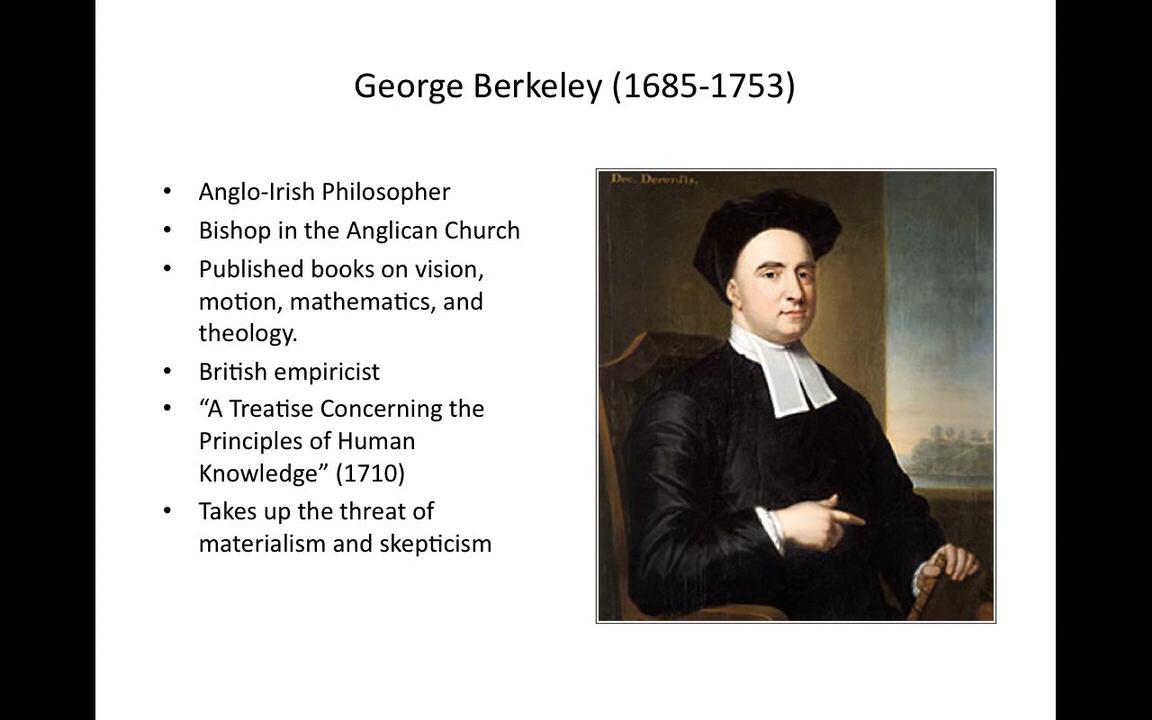 George Berkeley (1685-1753)
• Anglo-Irish Philosopher
• Bishop in the Anglican Church
• Published books on vision,
motion, mathematics, and
theology.
• British empiricist
• “A Treatise Concerning the
Principles of Human
Knowledge” (1710)
• Takes up the threat of
materialism and skepticism
Dec. Derensis.